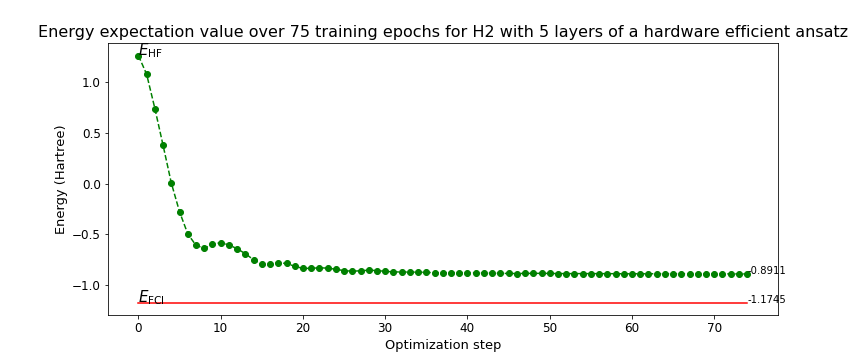 Energy expectation value over 75 training epochs for H2 with 5 layers of a hardware efficient ansatz
E_HF
1.0
0.5
0.0
−0.5
−1.0
Energy (Hartree)
-0.8911
E_FCI
-1.1745
0 10 20 30 40 50 60 70
Optimization step